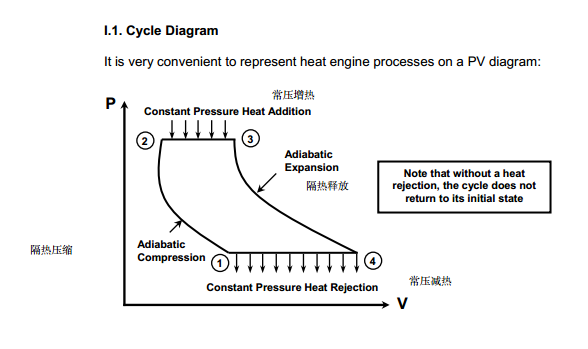 I.1. Cycle Diagram
It is very convenient to represent heat engine processes on a PV diagram:
常压增热
P
Constant Pressure Heat Addition
2
3
Adiabatic
Expansion
隔热释放
Note that without a heat
rejection, the cycle does not
return to its initial state
隔热压缩
Adiabatic
Compression
1
4
常压减热
Constant Pressure Heat Rejection
V